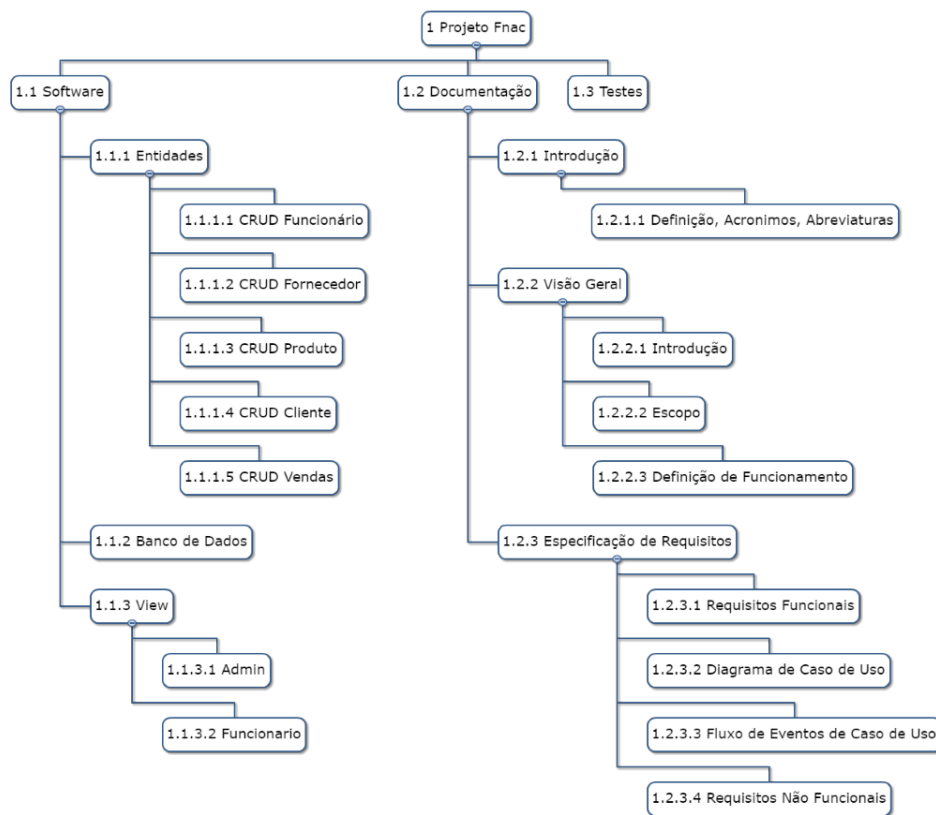 1 Projeto Fnac
1.1 Software
1.2 Documentação
1.3 Testes
1.1.1 Entidades
1.1.1.1 CRUD Funcionário
1.1.1.2 CRUD Fornecedor
1.1.1.3 CRUD Produto
1.1.1.4 CRUD Cliente
1.1.1.5 CRUD Vendas
1.1.2 Banco de Dados
1.1.3 View
1.1.3.1 Admin
1.1.3.2 Funcionario
1.2.1 Introdução
1.2.1.1 Definição, Acronimos, Abreviaturas
1.2.2 Visão Geral
1.2.2.1 Introdução
1.2.2.2 Escopo
1.2.2.3 Definição de Funcionamento
1.2.3 Especificação de Requisitos
1.2.3.1 Requisitos Funcionais
1.2.3.2 Diagrama de Caso de Uso
1.2.3.3 Fluxo de Eventos de Caso de Uso
1.2.3.4 Requisitos Não Funcionais